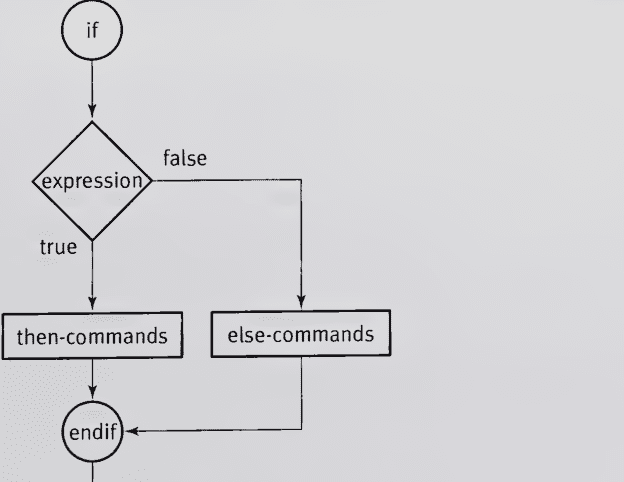 if
false
expression
true
then-commands
else-commands
endif